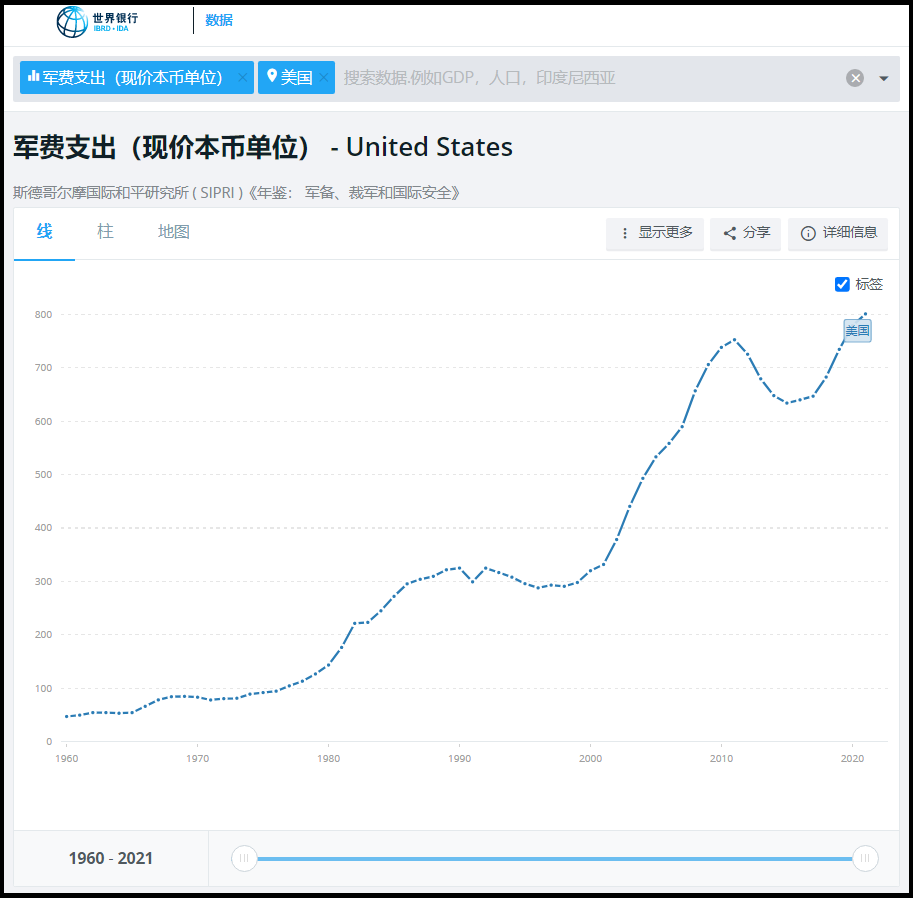 世界银行
IBRD • IDA
数据
军费支出（现价本币单位） ×
美国 ×
搜索数据.例如GDP，人口，印度尼西亚
军费支出（现价本币单位） - United States
斯德哥尔摩国际和平研究所 ( SIPRI )《年鉴： 军备、裁军和国际安全》
线 柱 地图
显示更多 分享 详细信息
标签
800
美国
700
600
500
400
300
200
100
0
1960 1970 1980 1990 2000 2010 2020
1960 - 2021